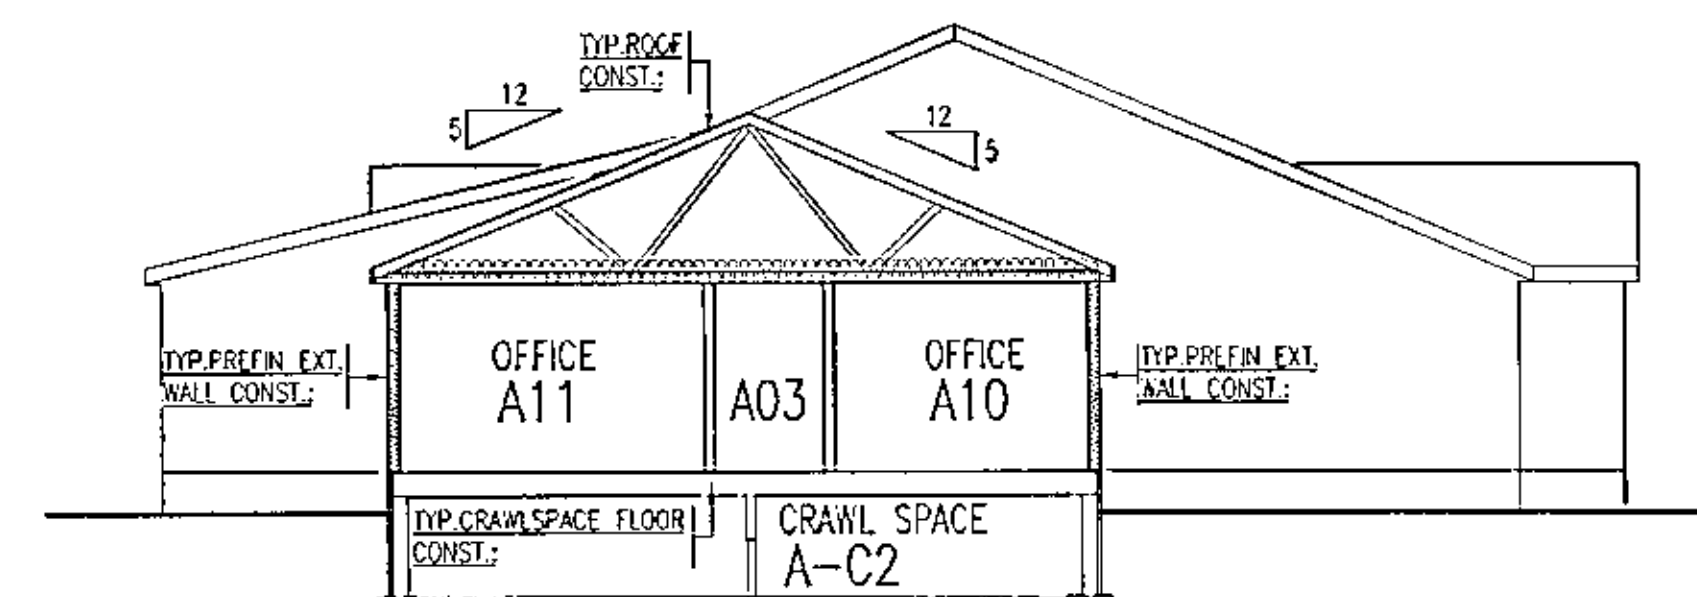 TYP.ROOF
CONST.:
12
5
12
5
TYP.PREFIN EXT.
WALL CONST.:
OFFICE
A11
A03
OFFICE
A10
TYP.PREFIN EXT.
WALL CONST.:
TYP.CRAWLSPACE FLOOR
CONST.:
CRAWL SPACE
A-C2